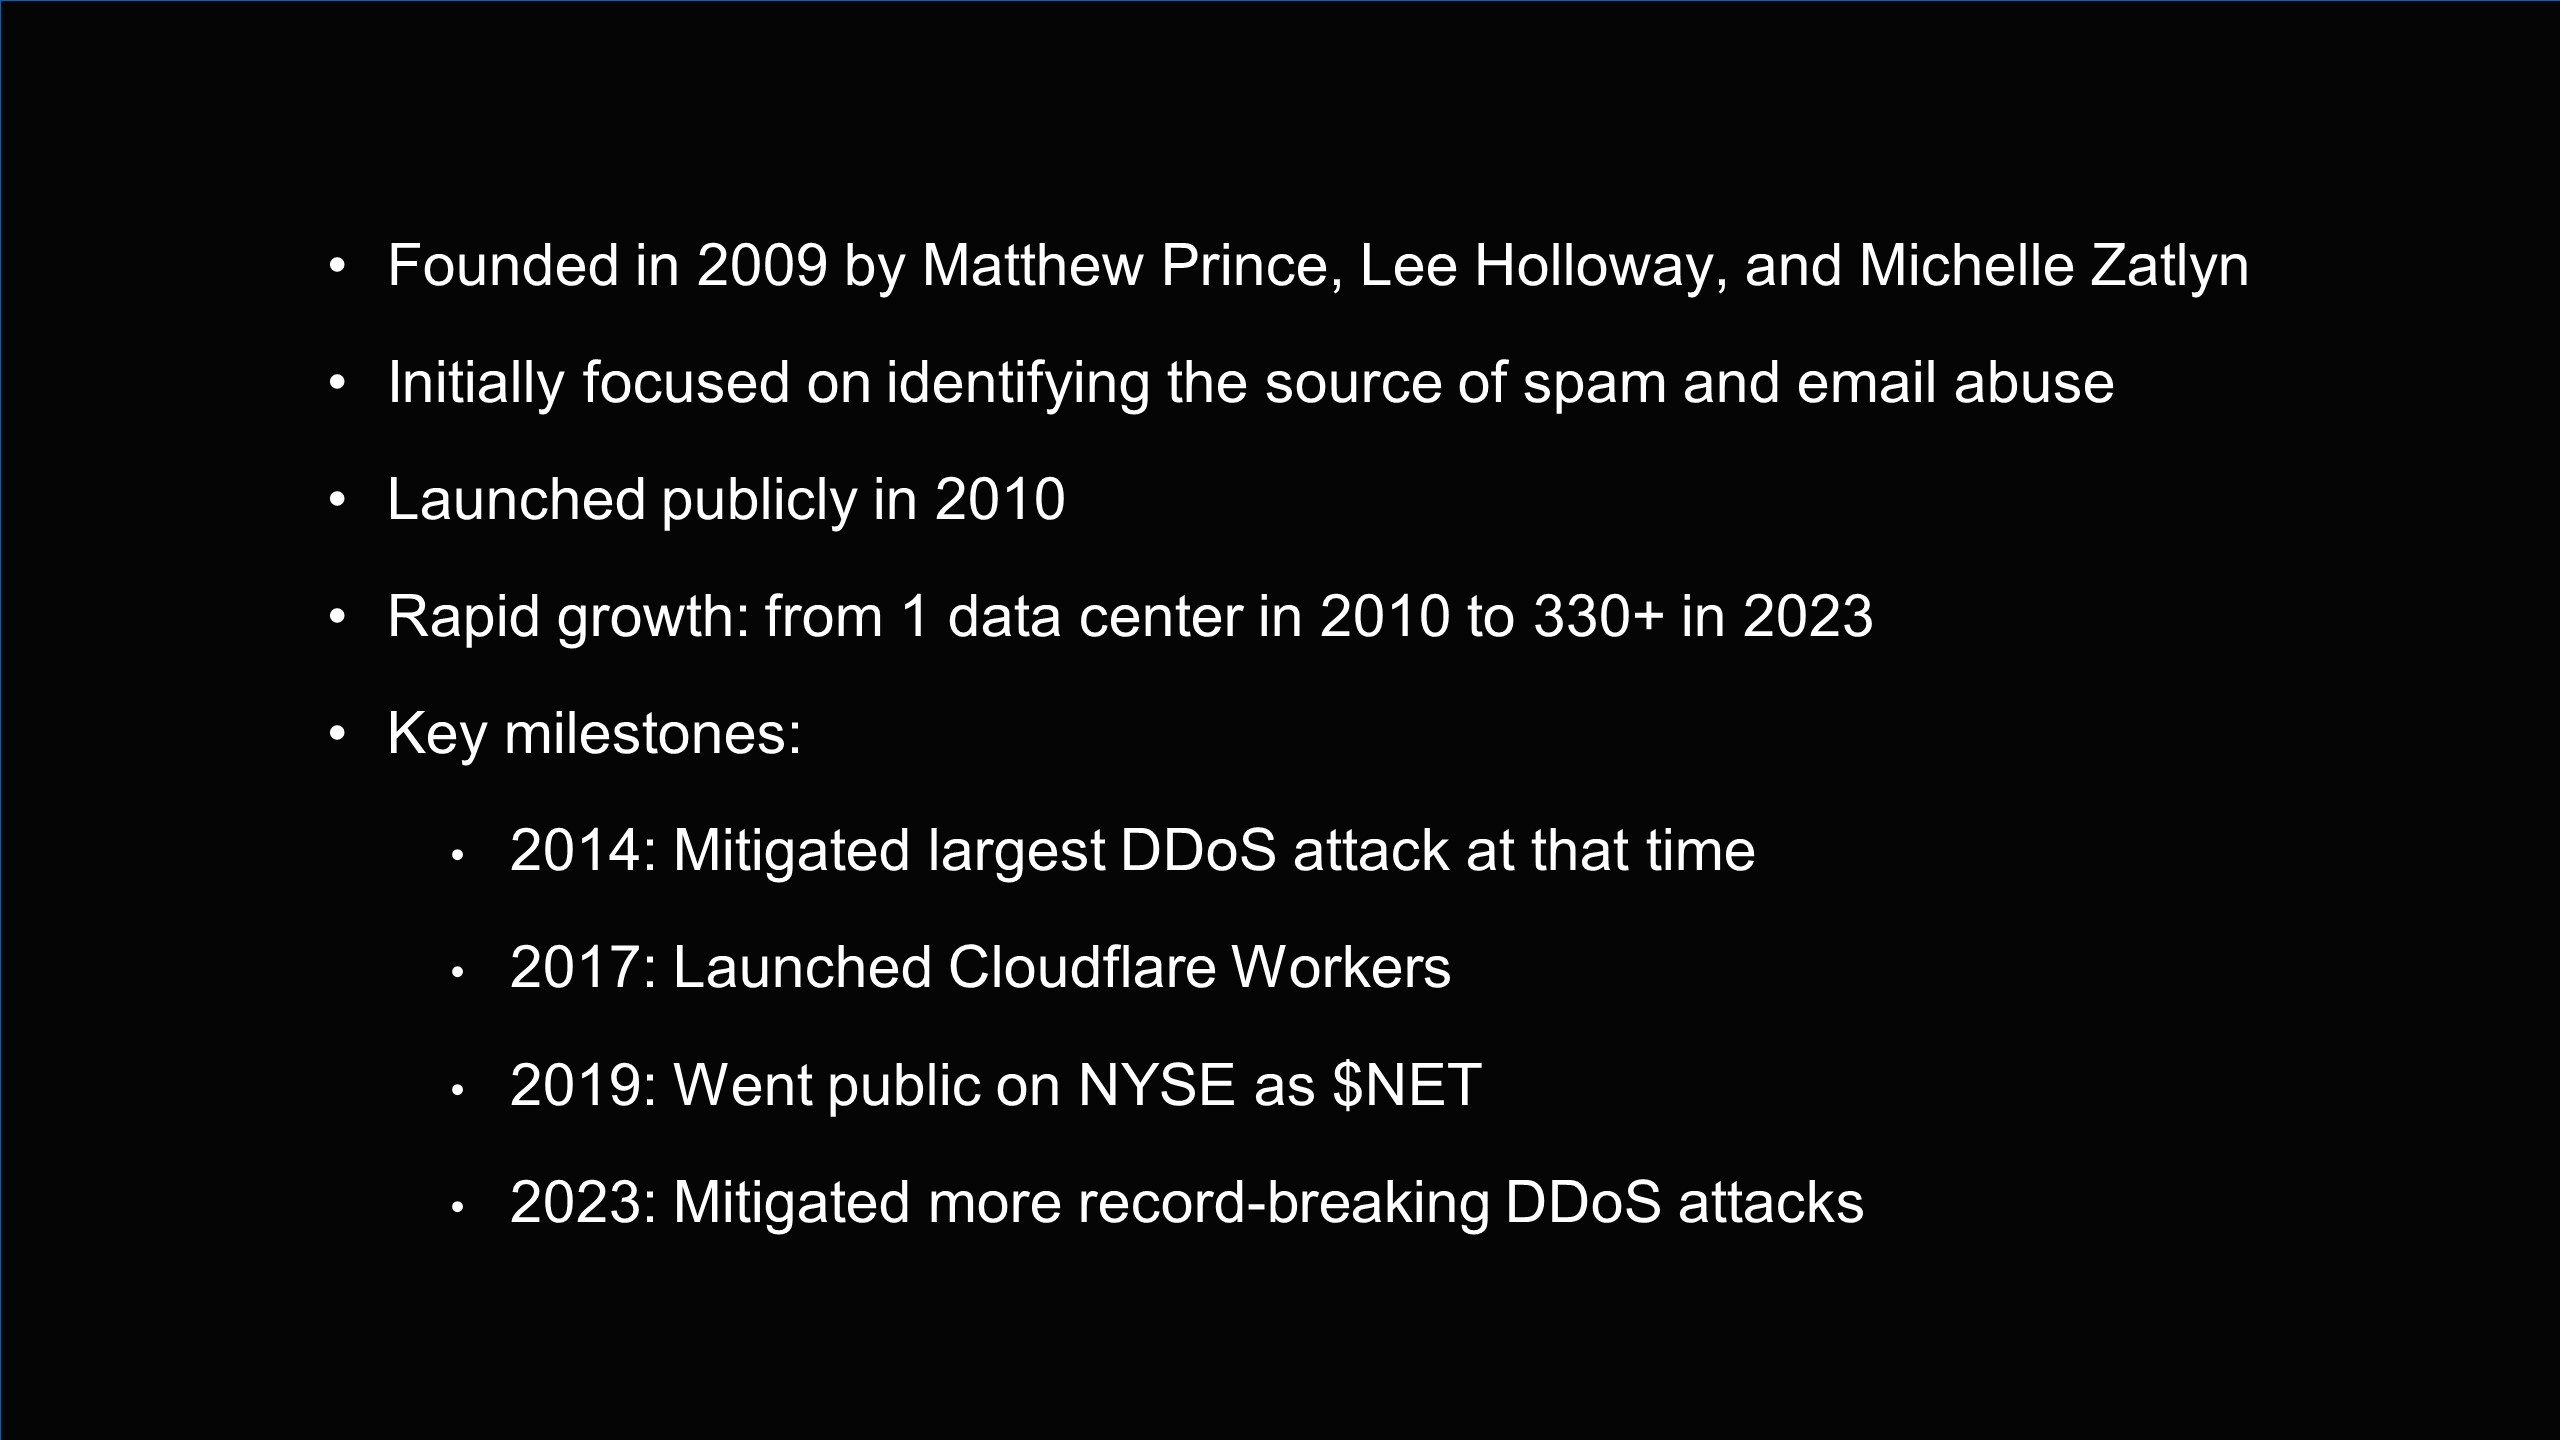 • Founded in 2009 by Matthew Prince, Lee Holloway, and Michelle Zatlyn
• Initially focused on identifying the source of spam and email abuse
• Launched publicly in 2010
• Rapid growth: from 1 data center in 2010 to 330+ in 2023
• Key milestones:
• 2014: Mitigated largest DDoS attack at that time
• 2017: Launched Cloudflare Workers
• 2019: Went public on NYSE as $NET
• 2023: Mitigated more record-breaking DDoS attacks